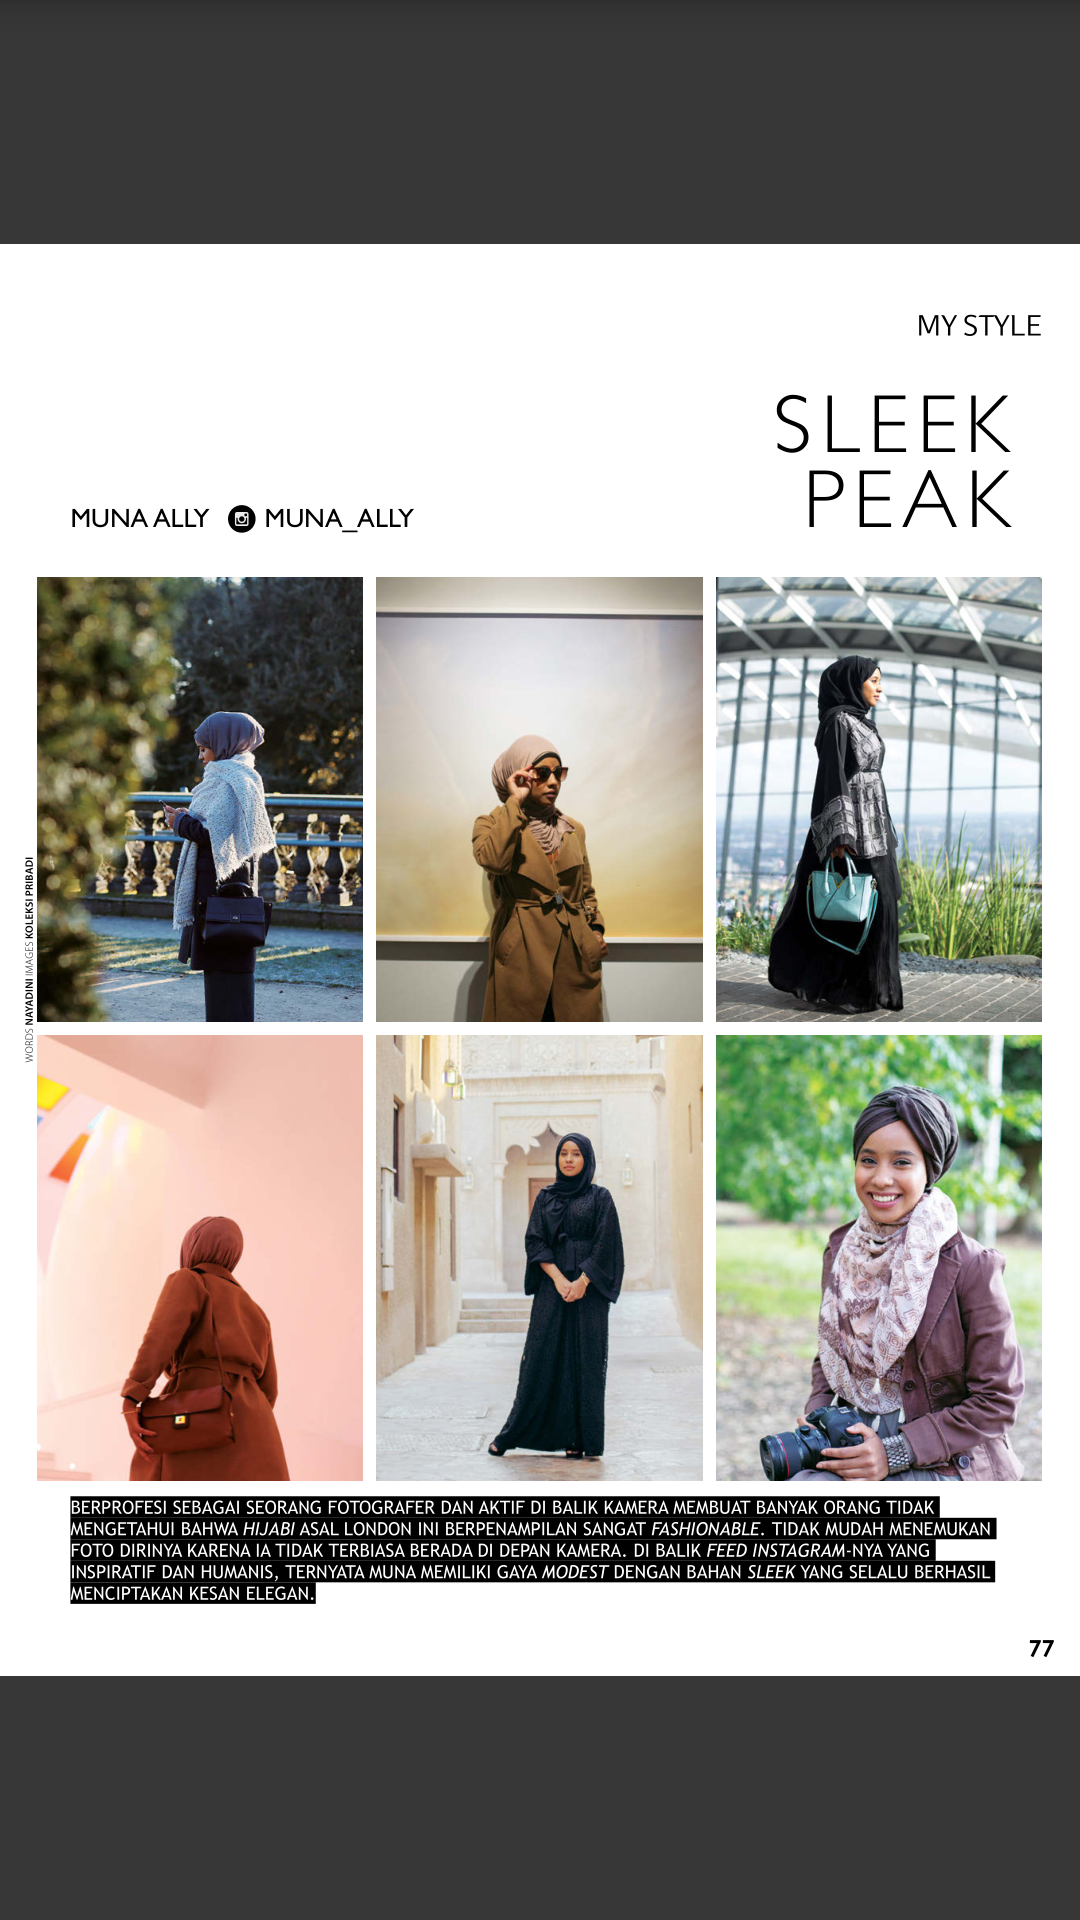 MY STYLE
SLEEK
PEAK
MUNA ALLY MUNA_ALLY
WORDS NAYADINI IMAGES KOLEKSI PRIBADI
BERPROFESI SEBAGAI SEORANG FOTOGRAFER DAN AKTIF DI BALIK KAMERA MEMBUAT BANYAK ORANG TIDAK
MENGETAHUI BAHWA HIJABI ASAL LONDON INI BERPENAMPILAN SANGAT FASHIONABLE. TIDAK MUDAH MENEMUKAN
FOTO DIRINYA KARENA IA TIDAK TERBIASA BERADA DI DEPAN KAMERA. DI BALIK FEED INSTAGRAM-NYA YANG
INSPIRATIF DAN HUMANIS, TERNYATA MUNA MEMILIKI GAYA MODEST DENGAN BAHAN SLEEK YANG SELALU BERHASIL
MENCIPTAKAN KESAN ELEGAN.
77